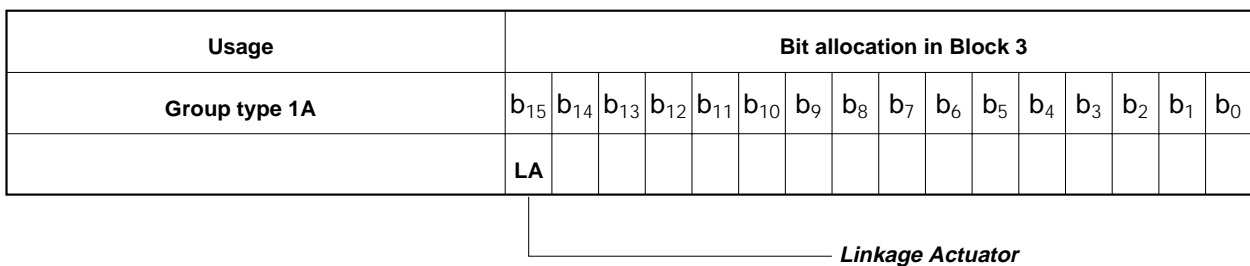 Usage Bit allocation in Block 3
Group type 1A b15 b14 b13 b12 b11 b10 b9 b8 b7 b6 b5 b4 b3 b2 b1 b0
LA
Linkage Actuator